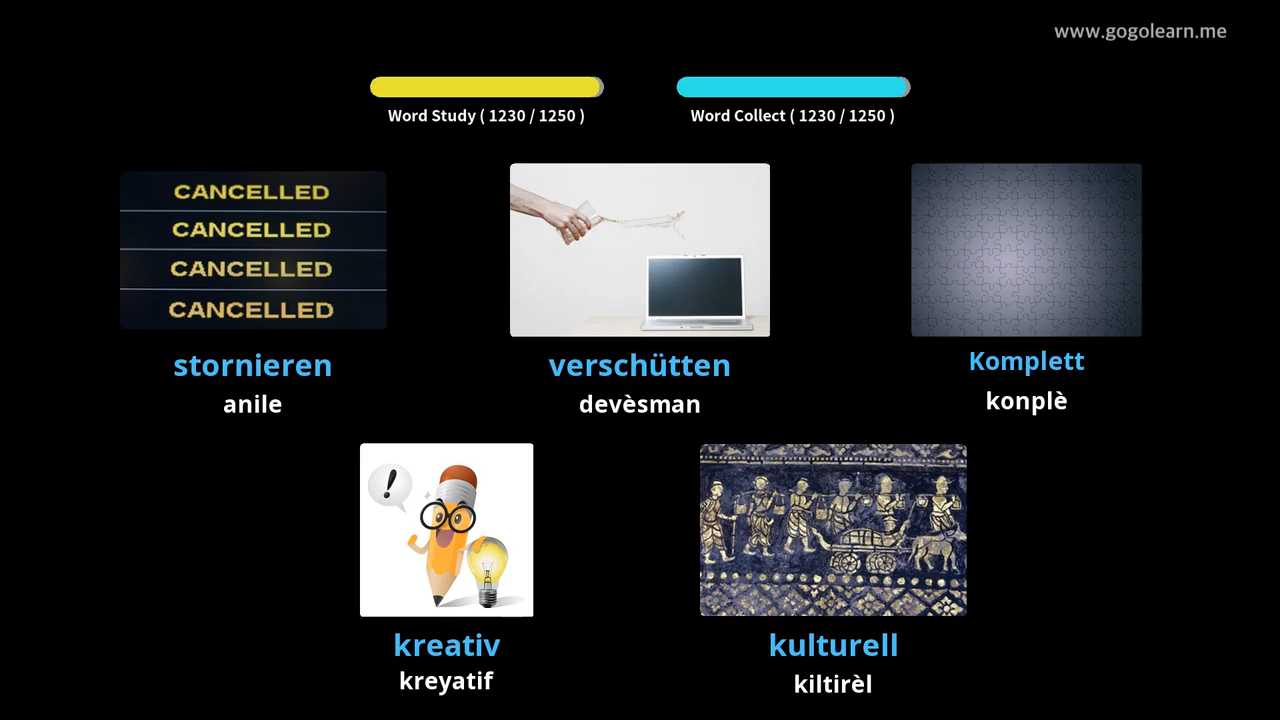 www.gogolearn.me
Word Study ( 1230 / 1250 )
Word Collect ( 1230 / 1250 )
CANCELLED
CANCELLED
CANCELLED
CANCELLED
stornieren
anile
verschütten
devèsman
Komplett
konplè
!
kreativ
kreyatif
kulturell
kiltirèl